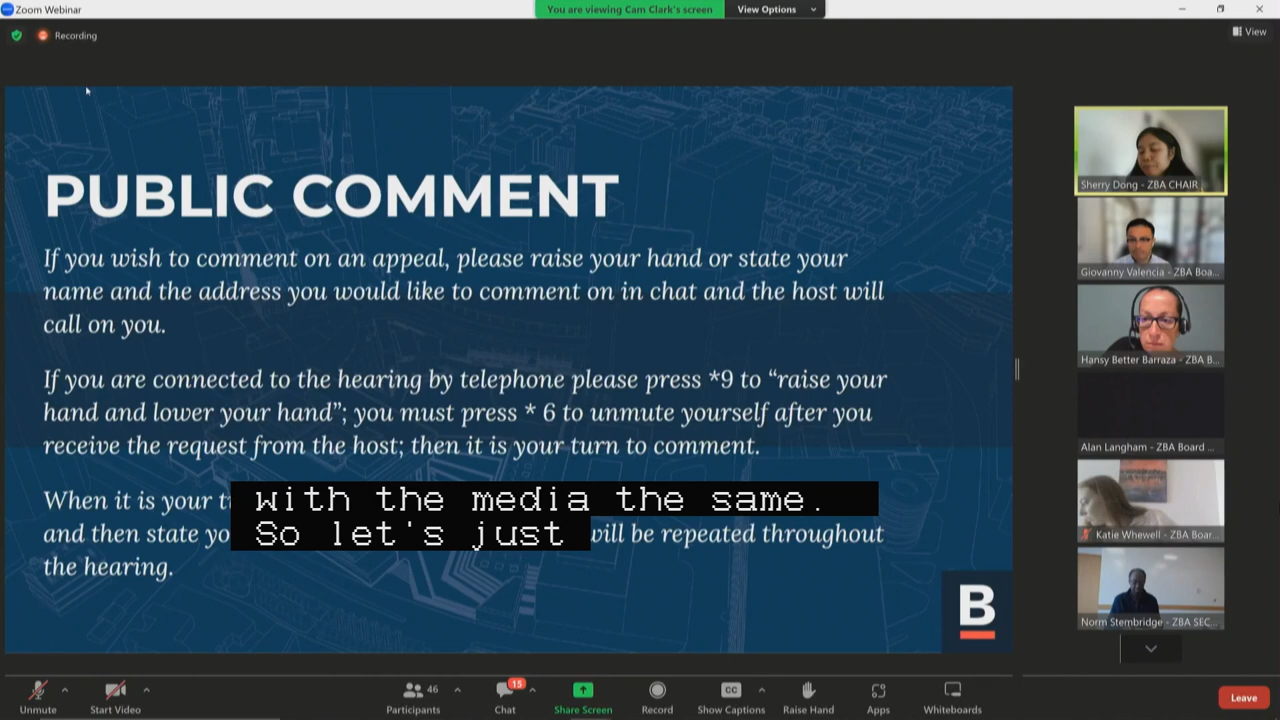 Zoom Webinar
You are viewing Cam Clark's screen
View Options
Recording
View
PUBLIC COMMENT
If you wish to comment on an appeal, please raise your hand or state your
name and the address you would like to comment on in chat and the host will
call on you.
If you are connected to the hearing by telephone please press *9 to “raise your
hand and lower your hand”; you must press * 6 to unmute yourself after you
receive the request from the host; then it is your turn to comment.
When it is your
and then state will be repeated throughout
the hearing.
with the media the same.
So let's just
B
Sherry Dong - ZBA CHAIR
Giovanny Valencia - ZBA Boa...
Hansy Better Barraza - ZBA B...
Alan Langham - ZBA Board ...
Katie Whewell - ZBA Boar...
Norm Stembridge - ZBA SEC...
Unmute
Start Video
46
Participants
15
Chat
Share Screen
Record
CC
Show Captions
Raise Hand
Apps
Whiteboards
Leave